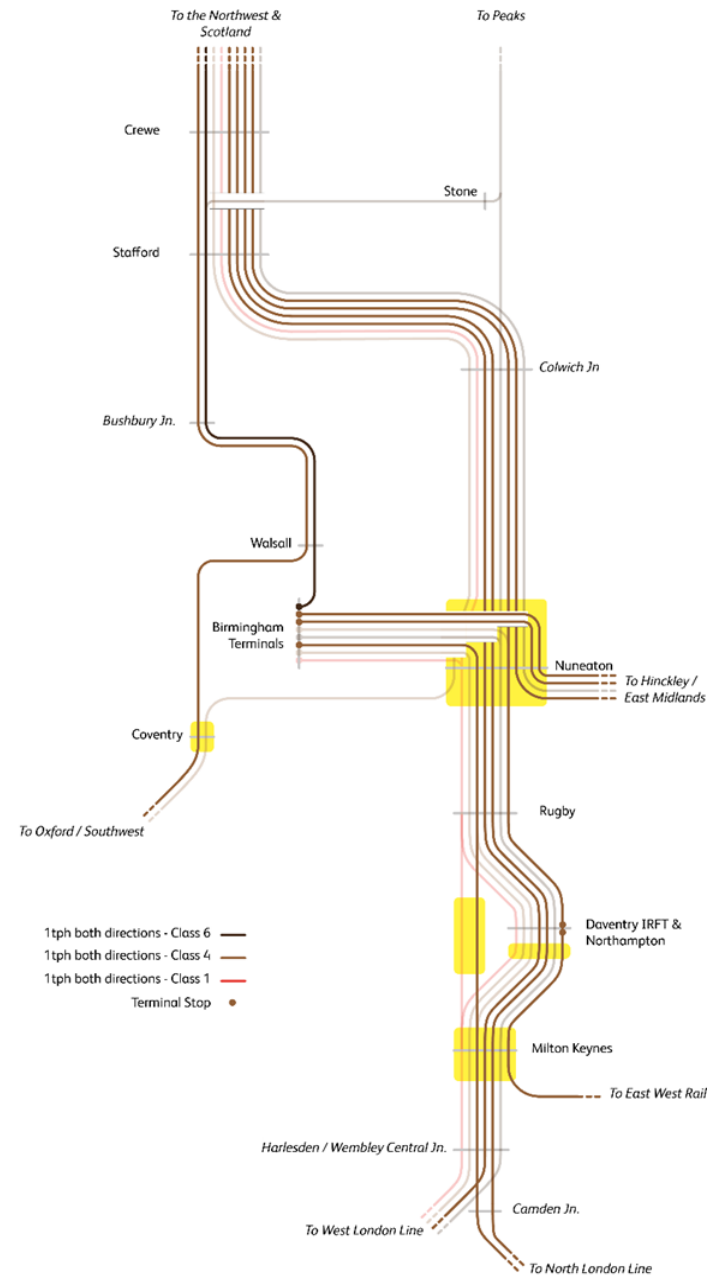 To the Northwest &
Scotland
To Peaks
Crewe
Stone
Stafford
Colwich Jn
Bushbury Jn.
Walsall
Birmingham
Terminals
Nuneaton
To Hinckley /
East Midlands
Coventry
Rugby
To Oxford / Southwest
Daventry IRFT &
Northampton
1tph both directions - Class 6
1tph both directions - Class 4
1tph both directions - Class 1
Terminal Stop
Milton Keynes
To East West Rail
Harlesden / Wembley Central Jn.
Camden Jn.
To West London Line
To North London Line